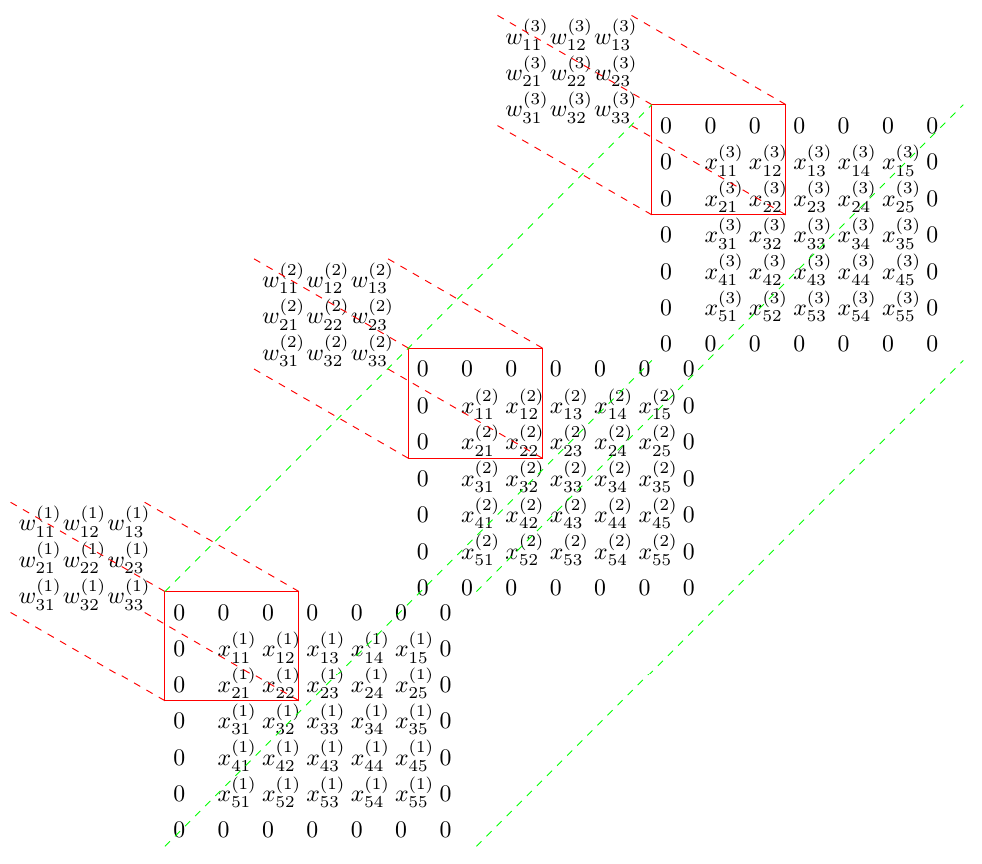 w_{11}^{(3)} w_{12}^{(3)} w_{13}^{(3)}
w_{21}^{(3)} w_{22}^{(3)} w_{23}^{(3)}
w_{31}^{(3)} w_{32}^{(3)} w_{33}^{(3)}
0 0 0 0 0 0 0
0 x_{11}^{(3)} x_{12}^{(3)} x_{13}^{(3)} x_{14}^{(3)} x_{15}^{(3)} 0
0 x_{21}^{(3)} x_{22}^{(3)} x_{23}^{(3)} x_{24}^{(3)} x_{25}^{(3)} 0
0 x_{31}^{(3)} x_{32}^{(3)} x_{33}^{(3)} x_{34}^{(3)} x_{35}^{(3)} 0
0 x_{41}^{(3)} x_{42}^{(3)} x_{43}^{(3)} x_{44}^{(3)} x_{45}^{(3)} 0
0 x_{51}^{(3)} x_{52}^{(3)} x_{53}^{(3)} x_{54}^{(3)} x_{55}^{(3)} 0
0 0 0 0 0 0 0
w_{11}^{(2)} w_{12}^{(2)} w_{13}^{(2)}
w_{21}^{(2)} w_{22}^{(2)} w_{23}^{(2)}
w_{31}^{(2)} w_{32}^{(2)} w_{33}^{(2)}
0 0 0 0 0 0 0
0 x_{11}^{(2)} x_{12}^{(2)} x_{13}^{(2)} x_{14}^{(2)} x_{15}^{(2)} 0
0 x_{21}^{(2)} x_{22}^{(2)} x_{23}^{(2)} x_{24}^{(2)} x_{25}^{(2)} 0
0 x_{31}^{(2)} x_{32}^{(2)} x_{33}^{(2)} x_{34}^{(2)} x_{35}^{(2)} 0
0 x_{41}^{(2)} x_{42}^{(2)} x_{43}^{(2)} x_{44}^{(2)} x_{45}^{(2)} 0
0 x_{51}^{(2)} x_{52}^{(2)} x_{53}^{(2)} x_{54}^{(2)} x_{55}^{(2)} 0
0 0 0 0 0 0 0
w_{11}^{(1)} w_{12}^{(1)} w_{13}^{(1)}
w_{21}^{(1)} w_{22}^{(1)} w_{23}^{(1)}
w_{31}^{(1)} w_{32}^{(1)} w_{33}^{(1)}
0 0 0 0 0 0 0
0 x_{11}^{(1)} x_{12}^{(1)} x_{13}^{(1)} x_{14}^{(1)} x_{15}^{(1)} 0
0 x_{21}^{(1)} x_{22}^{(1)} x_{23}^{(1)} x_{24}^{(1)} x_{25}^{(1)} 0
0 x_{31}^{(1)} x_{32}^{(1)} x_{33}^{(1)} x_{34}^{(1)} x_{35}^{(1)} 0
0 x_{41}^{(1)} x_{42}^{(1)} x_{43}^{(1)} x_{44}^{(1)} x_{45}^{(1)} 0
0 x_{51}^{(1)} x_{52}^{(1)} x_{53}^{(1)} x_{54}^{(1)} x_{55}^{(1)} 0
0 0 0 0 0 0 0